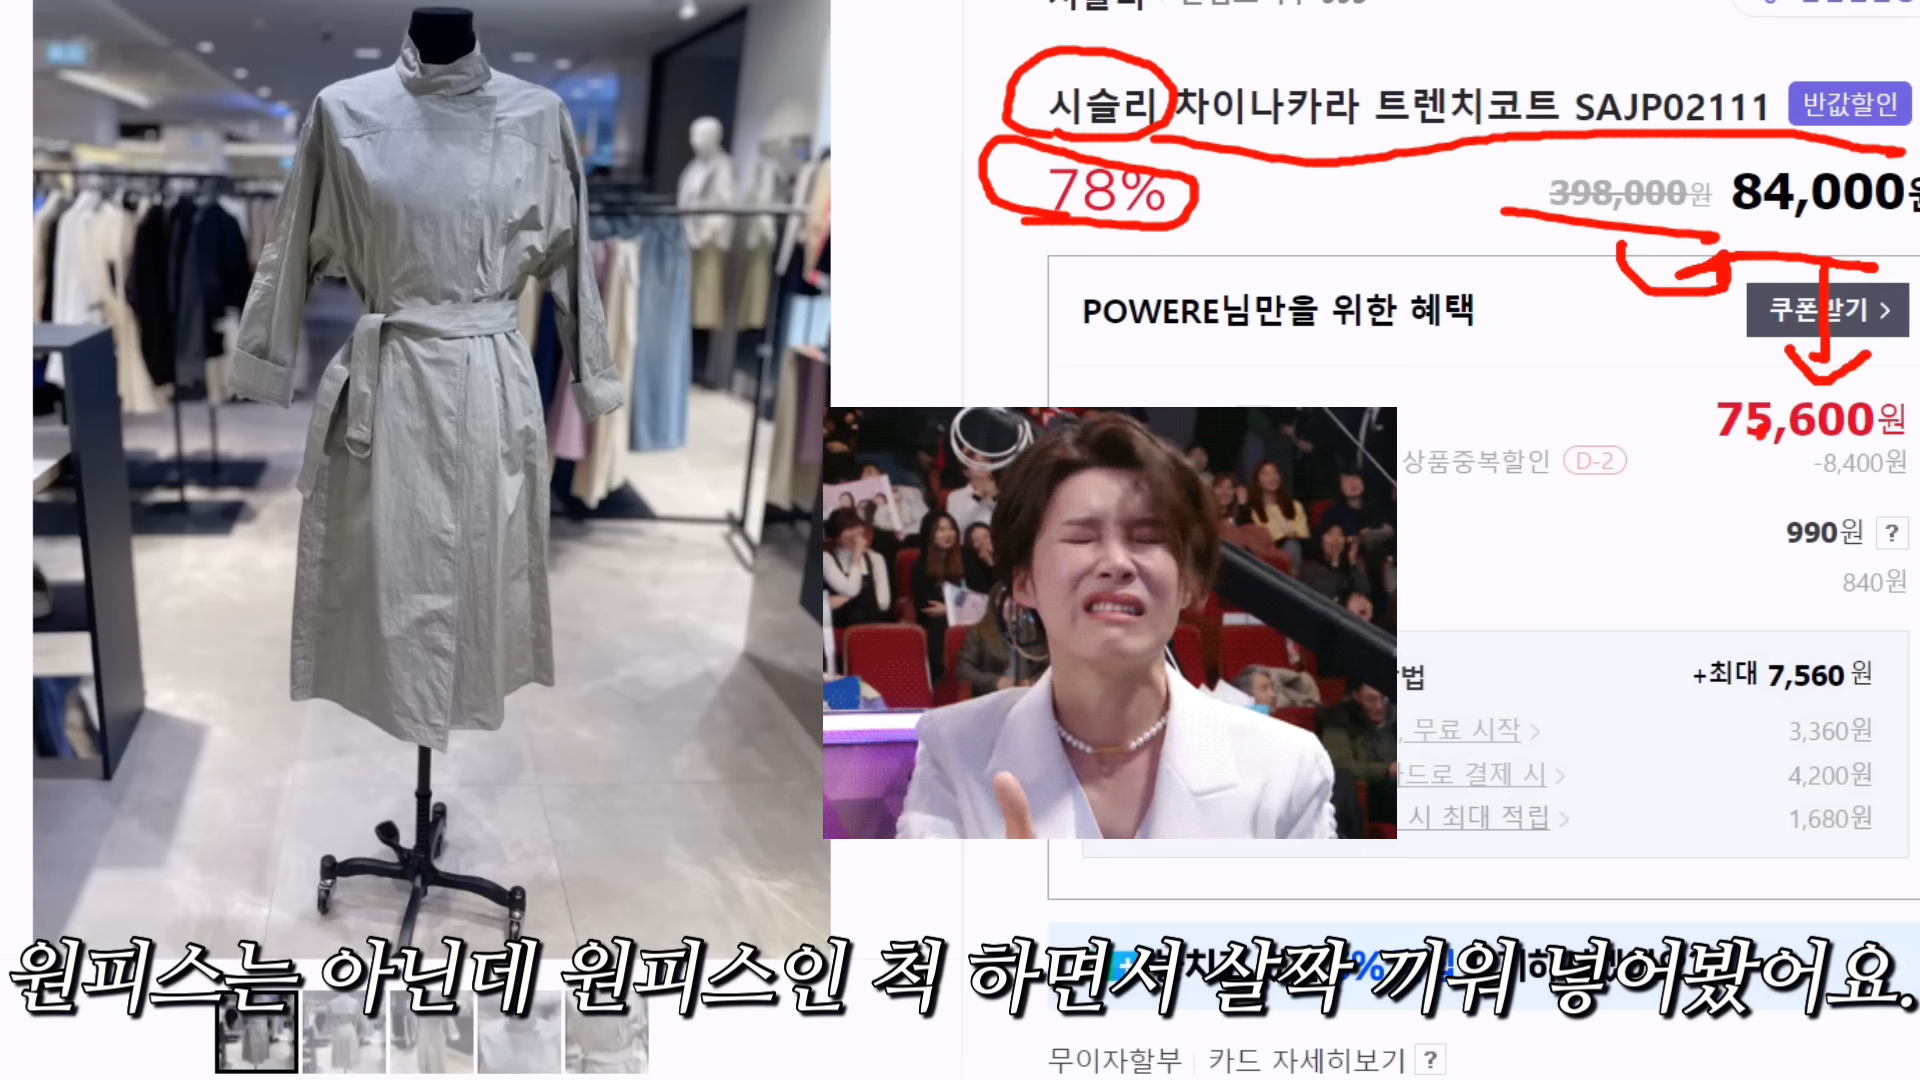 시슬리 차이나카라 트렌치코트 SAJP02111 반값할인
78% 398,000원 84,000원
POWERE님만을 위한 혜택
쿠폰받기 >
75,600원
상품중복할인 D-2 -8,400원
990원 ?
840원
+최대 7,560 원
무료 시작 > 3,360원
드로 결제 시 > 4,200원
시 최대 적립 > 1,680원
원피스는 아닌데 원피스인 척 하면서 살짝 끼워 넣어봤어요.
무이자할부 카드 자세히보기 ?